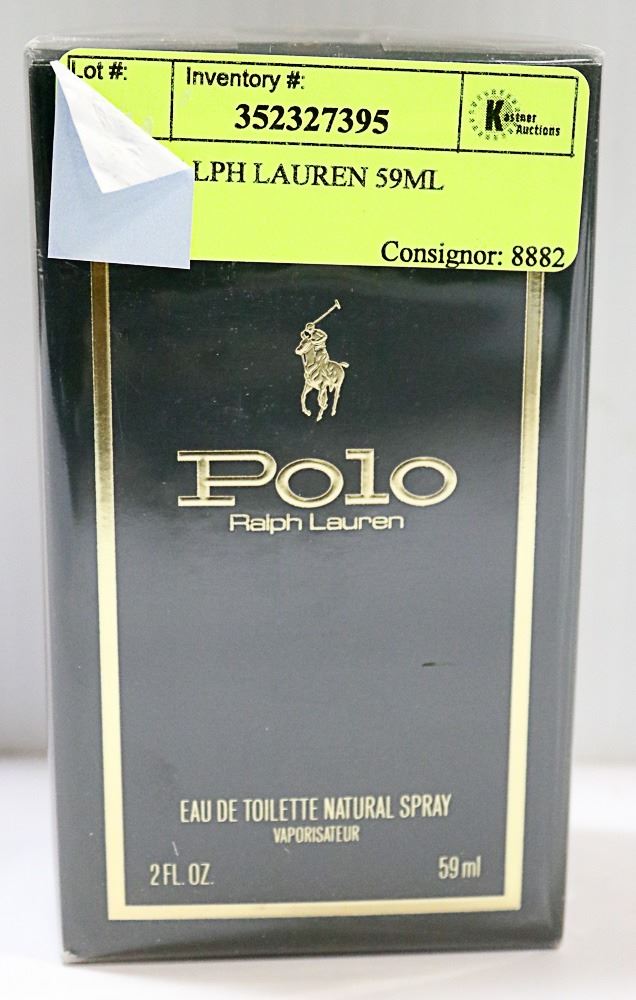 Lot #:
Inventory #:
352327395
Kastner
Auctions
LPH LAUREN 59ML
Consignor: 8882
Polo
Ralph Lauren
EAU DE TOILETTE NATURAL SPRAY
VAPORISATEUR
2 FL. OZ. 59 ml